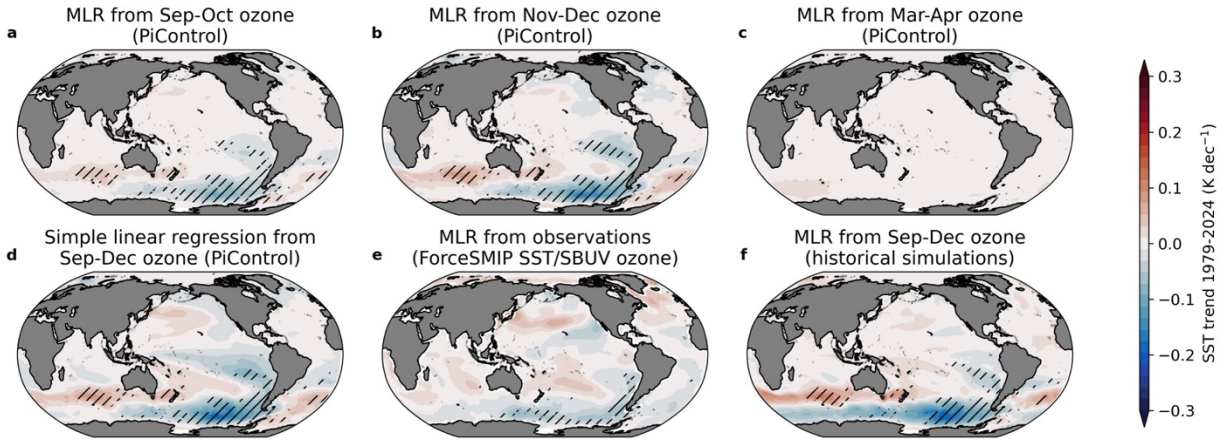 a MLR from Sep-Oct ozone
(PiControl)
b MLR from Nov-Dec ozone
(PiControl)
c MLR from Mar-Apr ozone
(PiControl)
d Simple linear regression from
Sep-Dec ozone (PiControl)
e MLR from observations
(ForceSMIP SST/SBUV ozone)
f MLR from Sep-Dec ozone
(historical simulations)
0.3
0.2
0.1
0.0
−0.1
−0.2
−0.3
SST trend 1979-2024 (K dec⁻¹)